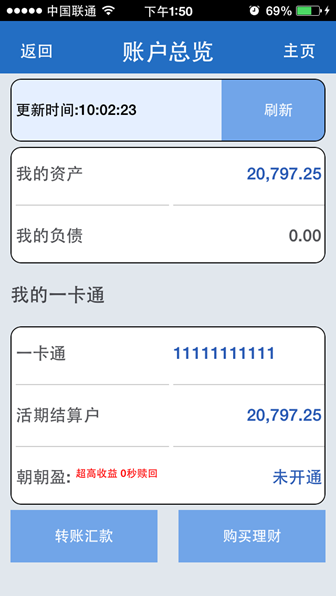 中国联通 下午1:50 69%
返回 账户总览 主页
更新时间:10:02:23 刷新
我的资产 20,797.25
我的负债 0.00
我的一卡通
一卡通 11111111111
活期结算户 20,797.25
朝朝盈: 超高收益 0秒赎回 未开通
转账汇款 购买理财